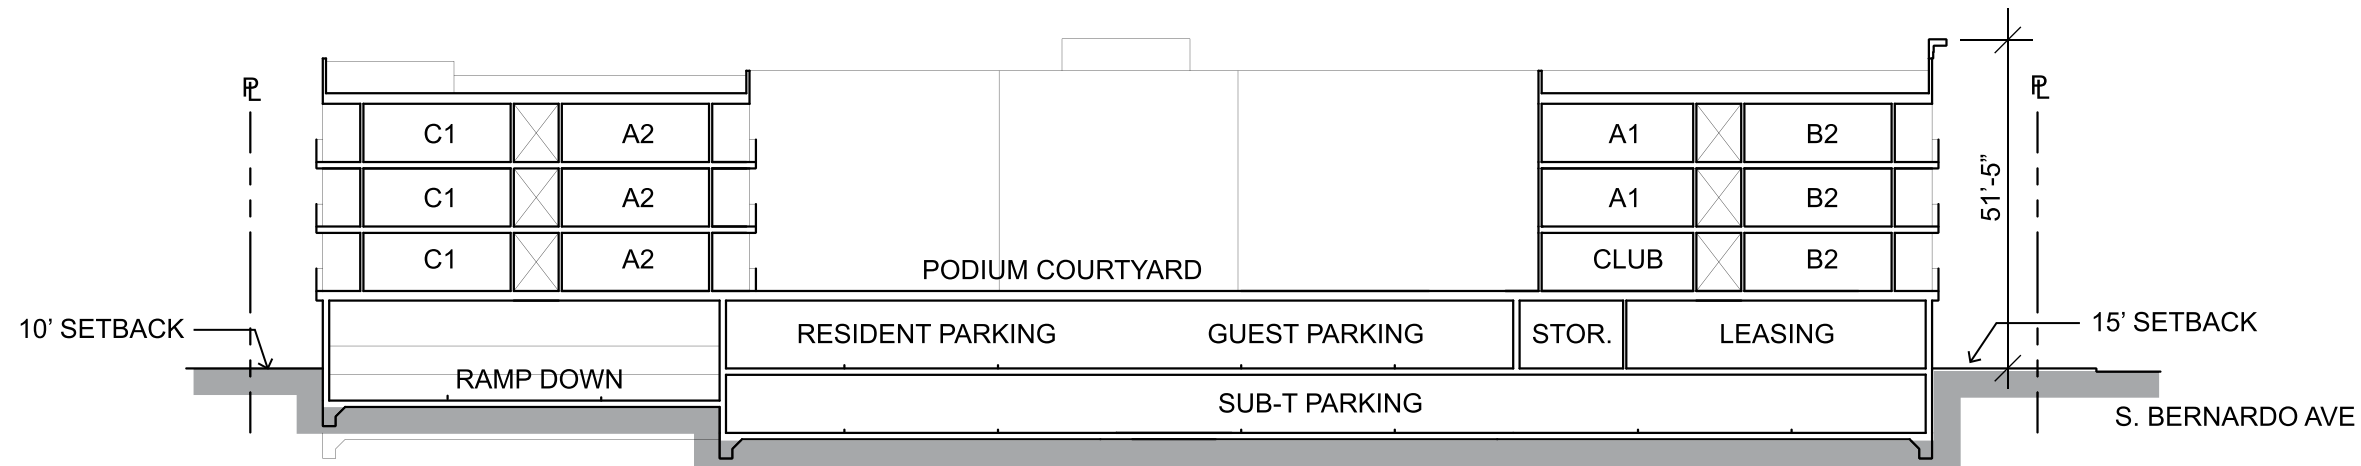 PL
PL
C1
A2
A1
B2
C1
A2
A1
B2
51’-5”
C1
A2
PODIUM COURTYARD
CLUB
B2
10’ SETBACK
RESIDENT PARKING
GUEST PARKING
STOR.
LEASING
15’ SETBACK
RAMP DOWN
SUB-T PARKING
S. BERNARDO AVE